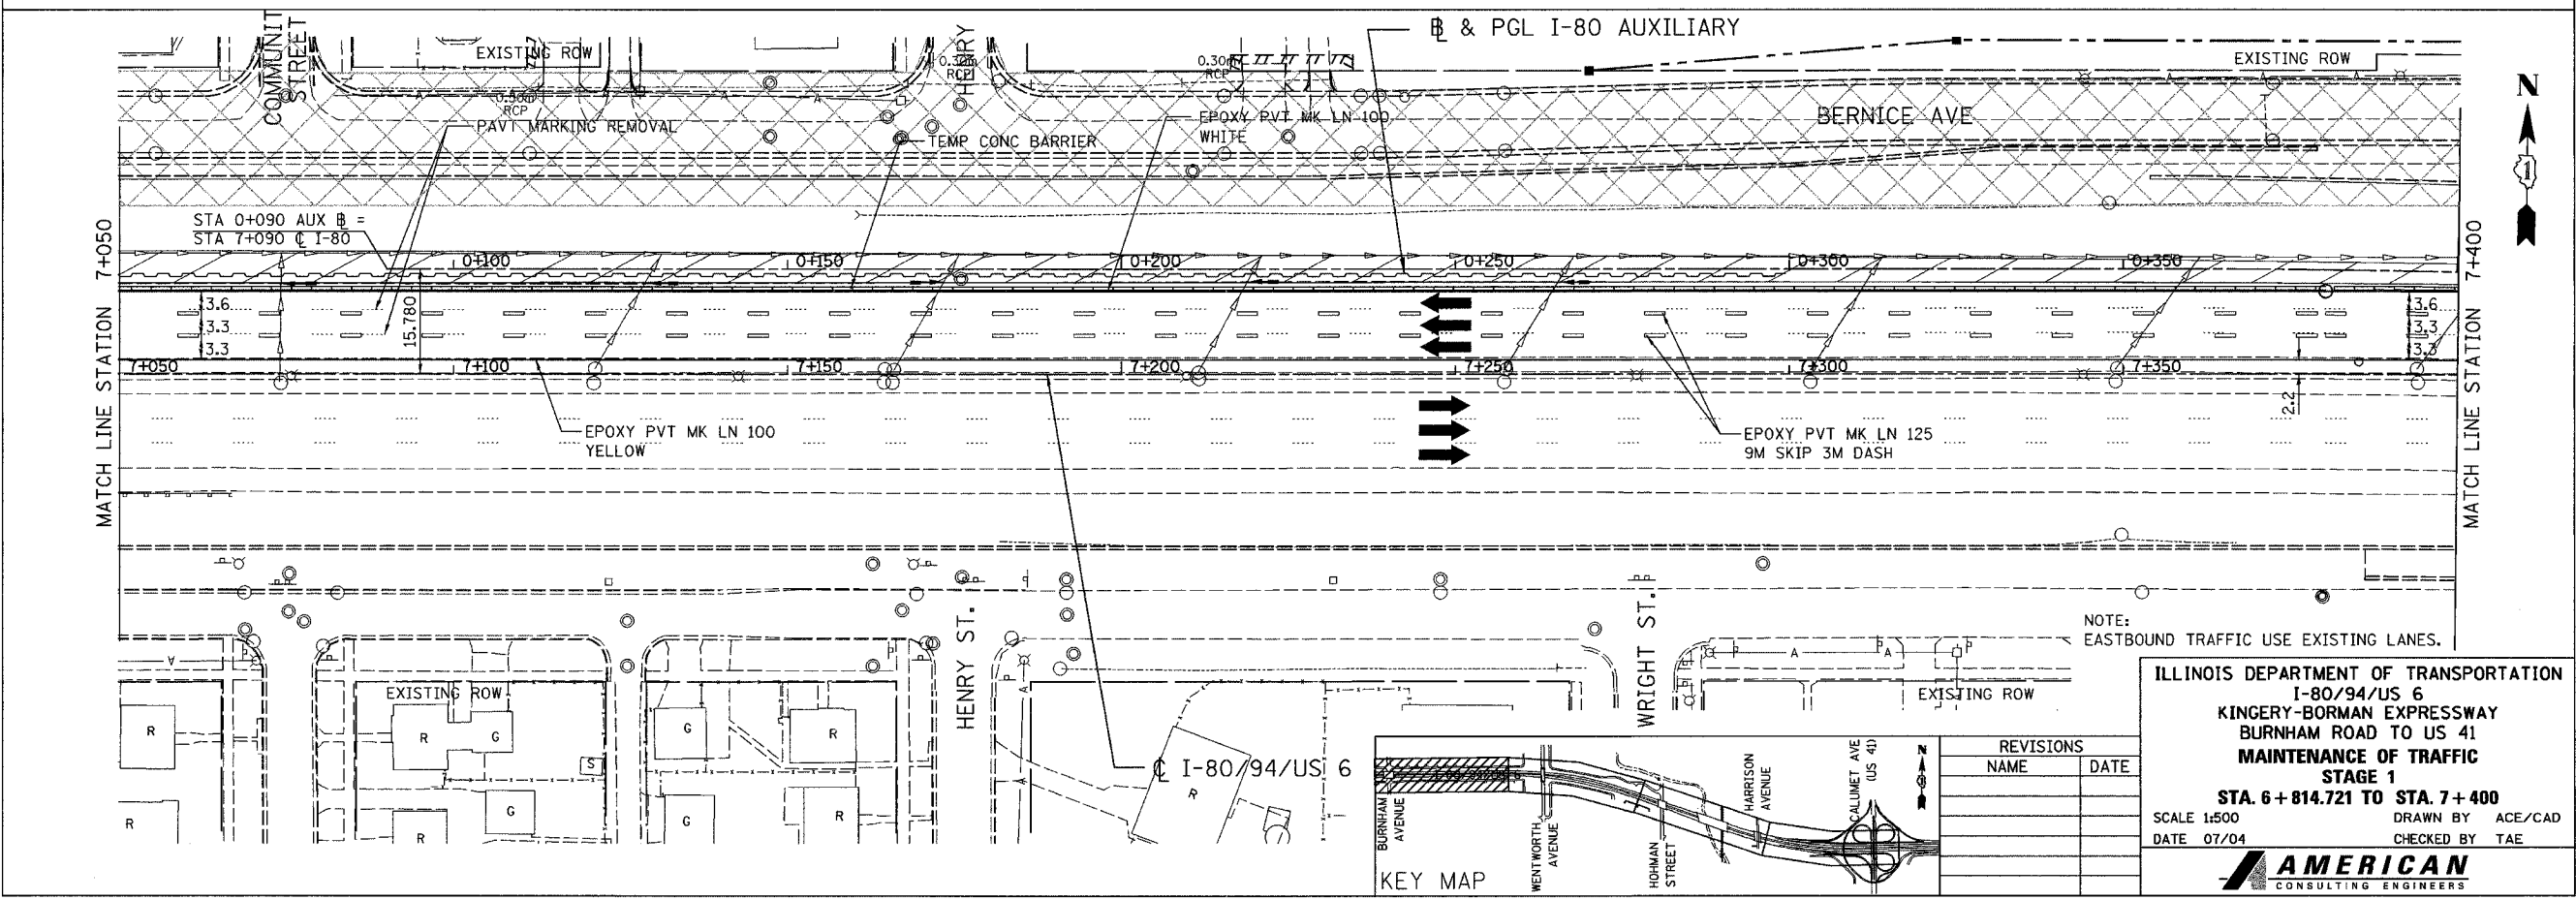 COMMUNIT
STREET
EXISTING ROW
HENRY
0.30m
RCP
0.30m
RCP
℄ & PGL I-80 AUXILIARY
EXISTING ROW
N
0.30m
RCP
PAVT MARKING REMOVAL
TEMP CONC BARRIER
EPOXY PVT MK LN 100
WHITE
BERNICE AVE
1
STA 0+090 AUX ℄ =
STA 7+090 ℄ I-80
MATCH LINE STATION 7+050
MATCH LINE STATION 7+400
0+100
0+150
0+200
0+250
0+300
0+350
3.6
3.3
3.3
15.780
3.6
3.3
3.3
7+050
7+100
7+150
7+200
7+250
7+300
7+350
2.2
EPOXY PVT MK LN 100
YELLOW
EPOXY PVT MK LN 125
9M SKIP 3M DASH
HENRY ST.
WRIGHT ST.
NOTE:
EASTBOUND TRAFFIC USE EXISTING LANES.
A
A
EXISTING ROW
EXISTING ROW
R
R
G
G
R
S
R
R
G
G
R
R
℄ I-80/94/US 6
KEY MAP
BURNHAM
AVENUE
WENTWORTH
AVENUE
HOHMAN
STREET
HARRISON
AVENUE
CALUMET AVE
(US 41)
N
REVISIONS
NAME
DATE
ILLINOIS DEPARTMENT OF TRANSPORTATION
I-80/94/US 6
KINGERY-BORMAN EXPRESSWAY
BURNHAM ROAD TO US 41
MAINTENANCE OF TRAFFIC
STAGE 1
STA. 6+814.721 TO STA. 7+400
SCALE 1:500
DRAWN BY ACE/CAD
DATE 07/04
CHECKED BY TAE
AMERICAN
CONSULTING ENGINEERS